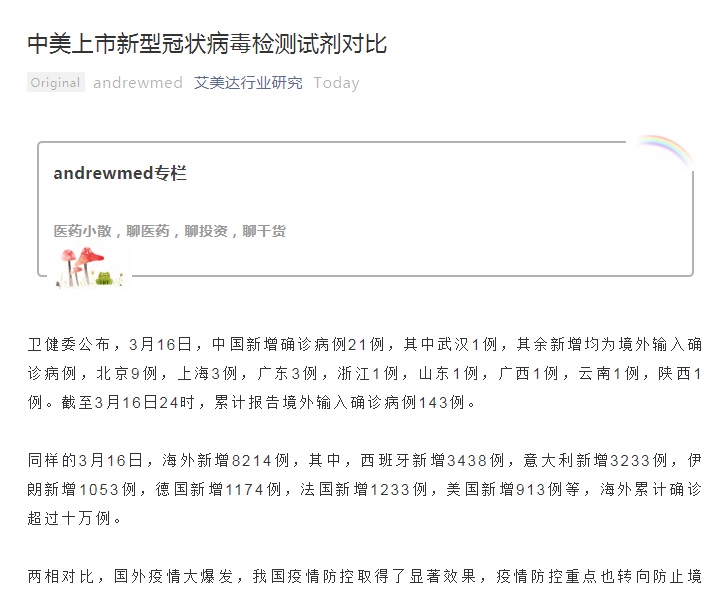 中美上市新型冠状病毒检测试剂对比
Original andrewmed 艾美达行业研究 Today
andrewmed专栏
医药小散，聊医药，聊投资，聊干货
卫健委公布，3月16日，中国新增确诊病例21例，其中武汉1例，其余新增均为境外输入确
诊病例，北京9例，上海3例，广东3例，浙江1例，山东1例，广西1例，云南1例，陕西1
例。截至3月16日24时，累计报告境外输入确诊病例143例。
同样的3月16日，海外新增8214例，其中，西班牙新增3438例，意大利新增3233例，伊
朗新增1053例，德国新增1174例，法国新增1233例，美国新增913例等，海外累计确诊
超过十万例。
两相对比，国外疫情大爆发，我国疫情防控取得了显著效果，疫情防控重点也转向防止境